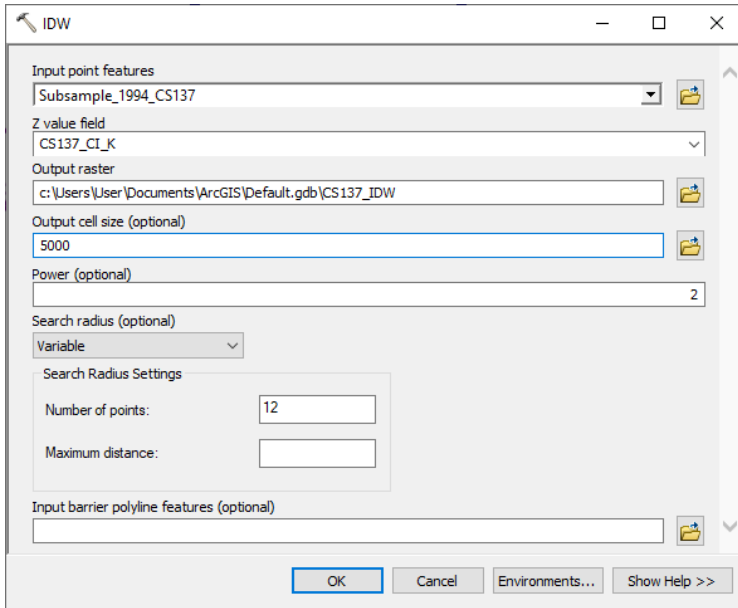 IDW
Input point features
Subsample_1994_CS137
Z value field
CS137_CI_K
Output raster
c:\Users\User\Documents\ArcGIS\Default.gdb\CS137_IDW
Output cell size (optional)
5000
Power (optional)
2
Search radius (optional)
Variable
Search Radius Settings
Number of points:
12
Maximum distance:
Input barrier polyline features (optional)
OK
Cancel
Environments...
Show Help >>